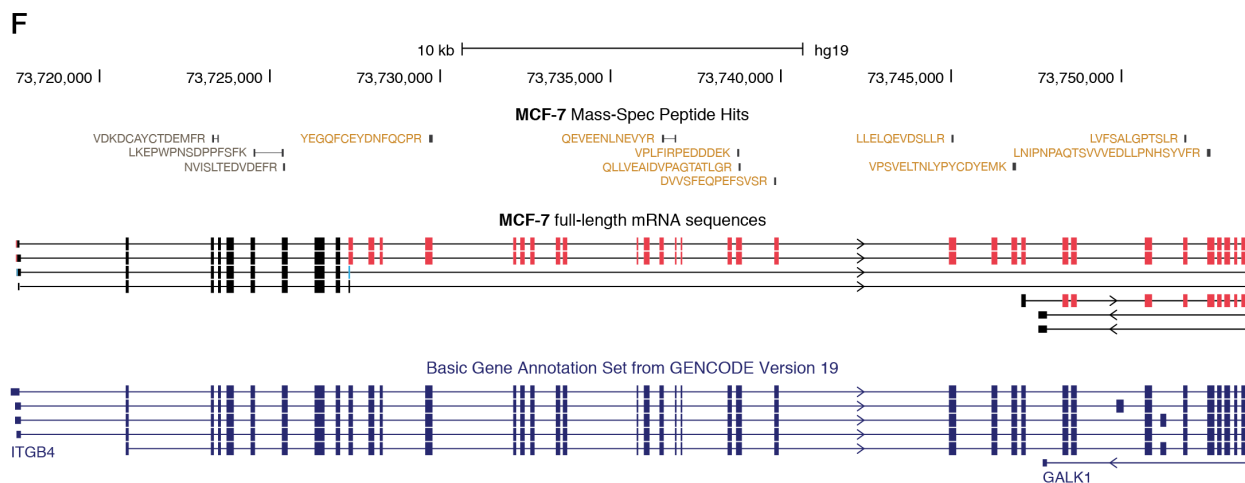 F
10 kb hg19
73,720,000 73,725,000 73,730,000 73,735,000 73,740,000 73,745,000 73,750,000
MCF-7 Mass-Spec Peptide Hits
VDKDCAYCTDEMFR YEGQFCEYDNFQCPR QEVEENLNEVYR LLELQEVDSLLR LVFSALGPTSLR
LKEPWPNSDPPFSFK VPLFIRPEDDDEK LNIPNPAQTSVVVEDLLPNHSYVFR
NVISLTEDVDEFR QLLVEAIDVPAGTATLGR VPSVELTNLYPYCDYEMK
DVVSFEQPEFSVSR
MCF-7 full-length mRNA sequences
Basic Gene Annotation Set from GENCODE Version 19
ITGB4
GALK1